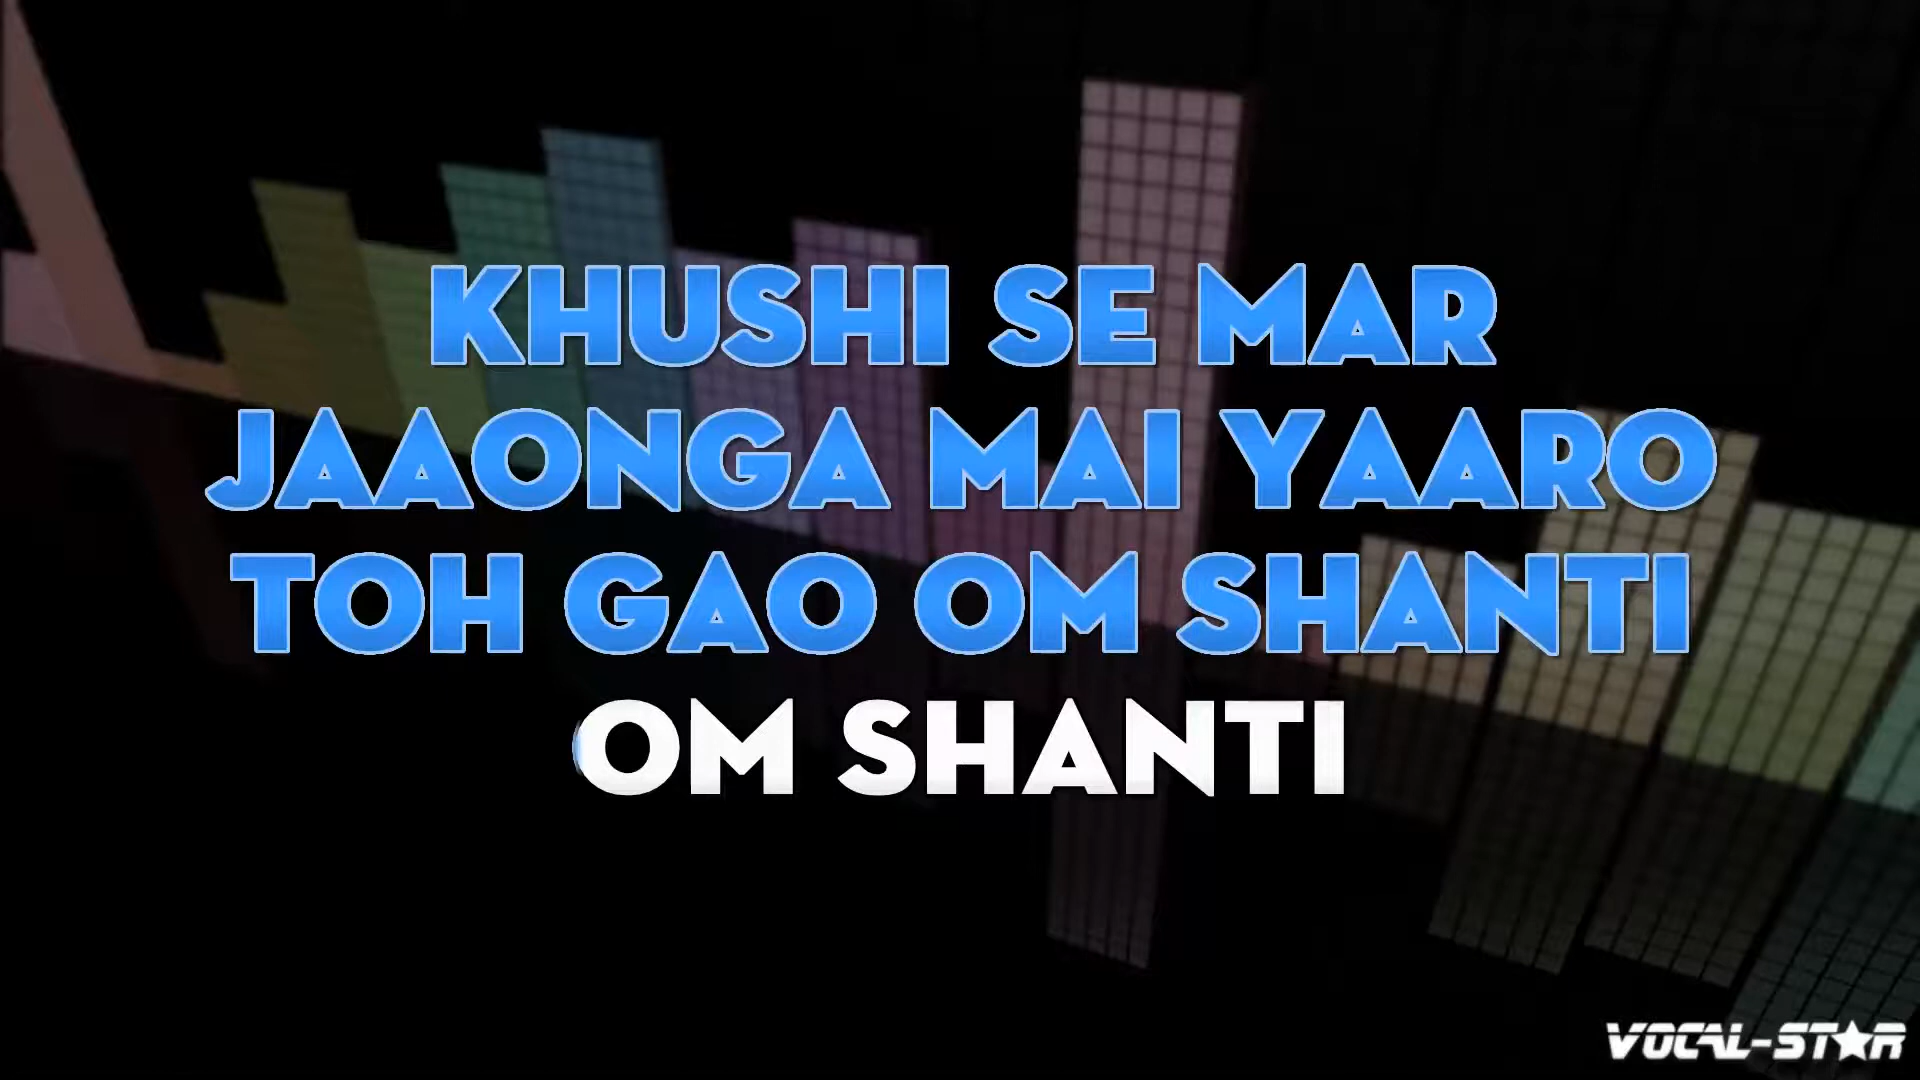 KHUSHI SE MAR
JAAONGA MAI YAARO
TOH GAO OM SHANTI
OM SHANTI
VOCAL-STAR